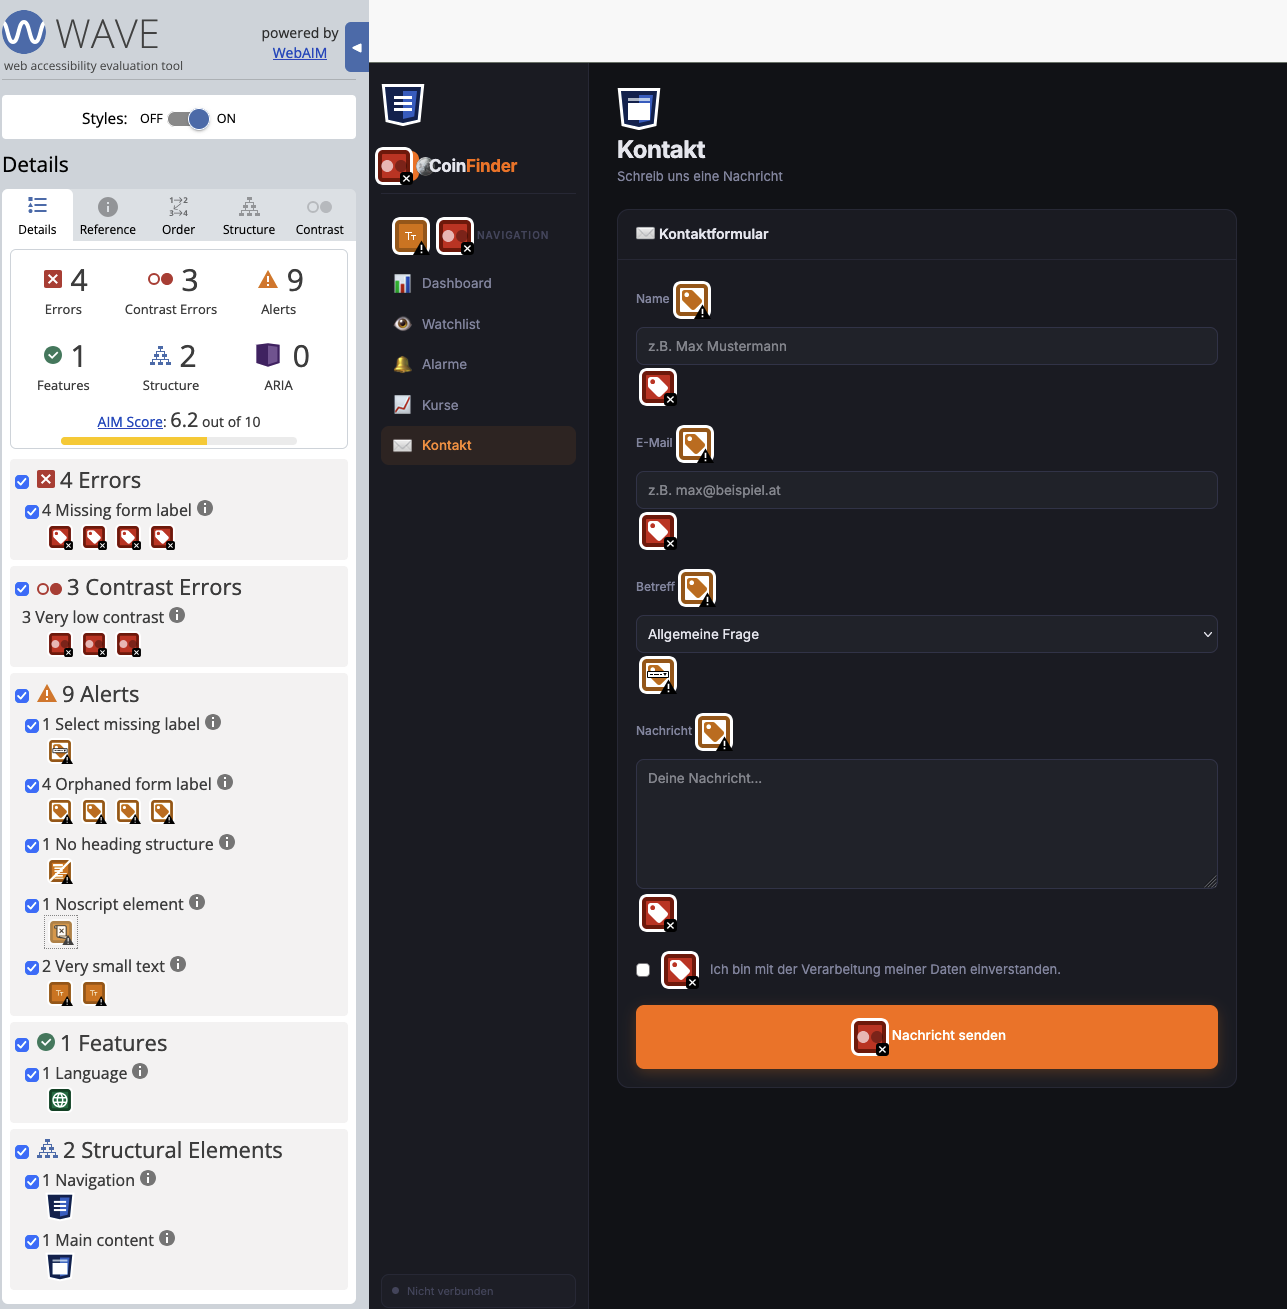 WAVE
web accessibility evaluation tool
powered by
WebAIM
Styles: OFF ON
Details
Details Reference Order Structure Contrast
4 3 9
Errors Contrast Errors Alerts
1 2 0
Features Structure ARIA
AIM Score: 6.2 out of 10
4 Errors
4 Missing form label
3 Contrast Errors
3 Very low contrast
9 Alerts
1 Select missing label
4 Orphaned form label
1 No heading structure
1 Noscript element
2 Very small text
1 Features
1 Language
2 Structural Elements
1 Navigation
1 Main content
CoinFinder
NAVIGATION
Dashboard
Watchlist
Alarme
Kurse
Kontakt
Nicht verbunden
Kontakt
Schreib uns eine Nachricht
Kontaktformular
Name
z.B. Max Mustermann
E-Mail
z.B. max@beispiel.at
Betreff
Allgemeine Frage
Nachricht
Deine Nachricht...
Ich bin mit der Verarbeitung meiner Daten einverstanden.
Nachricht senden